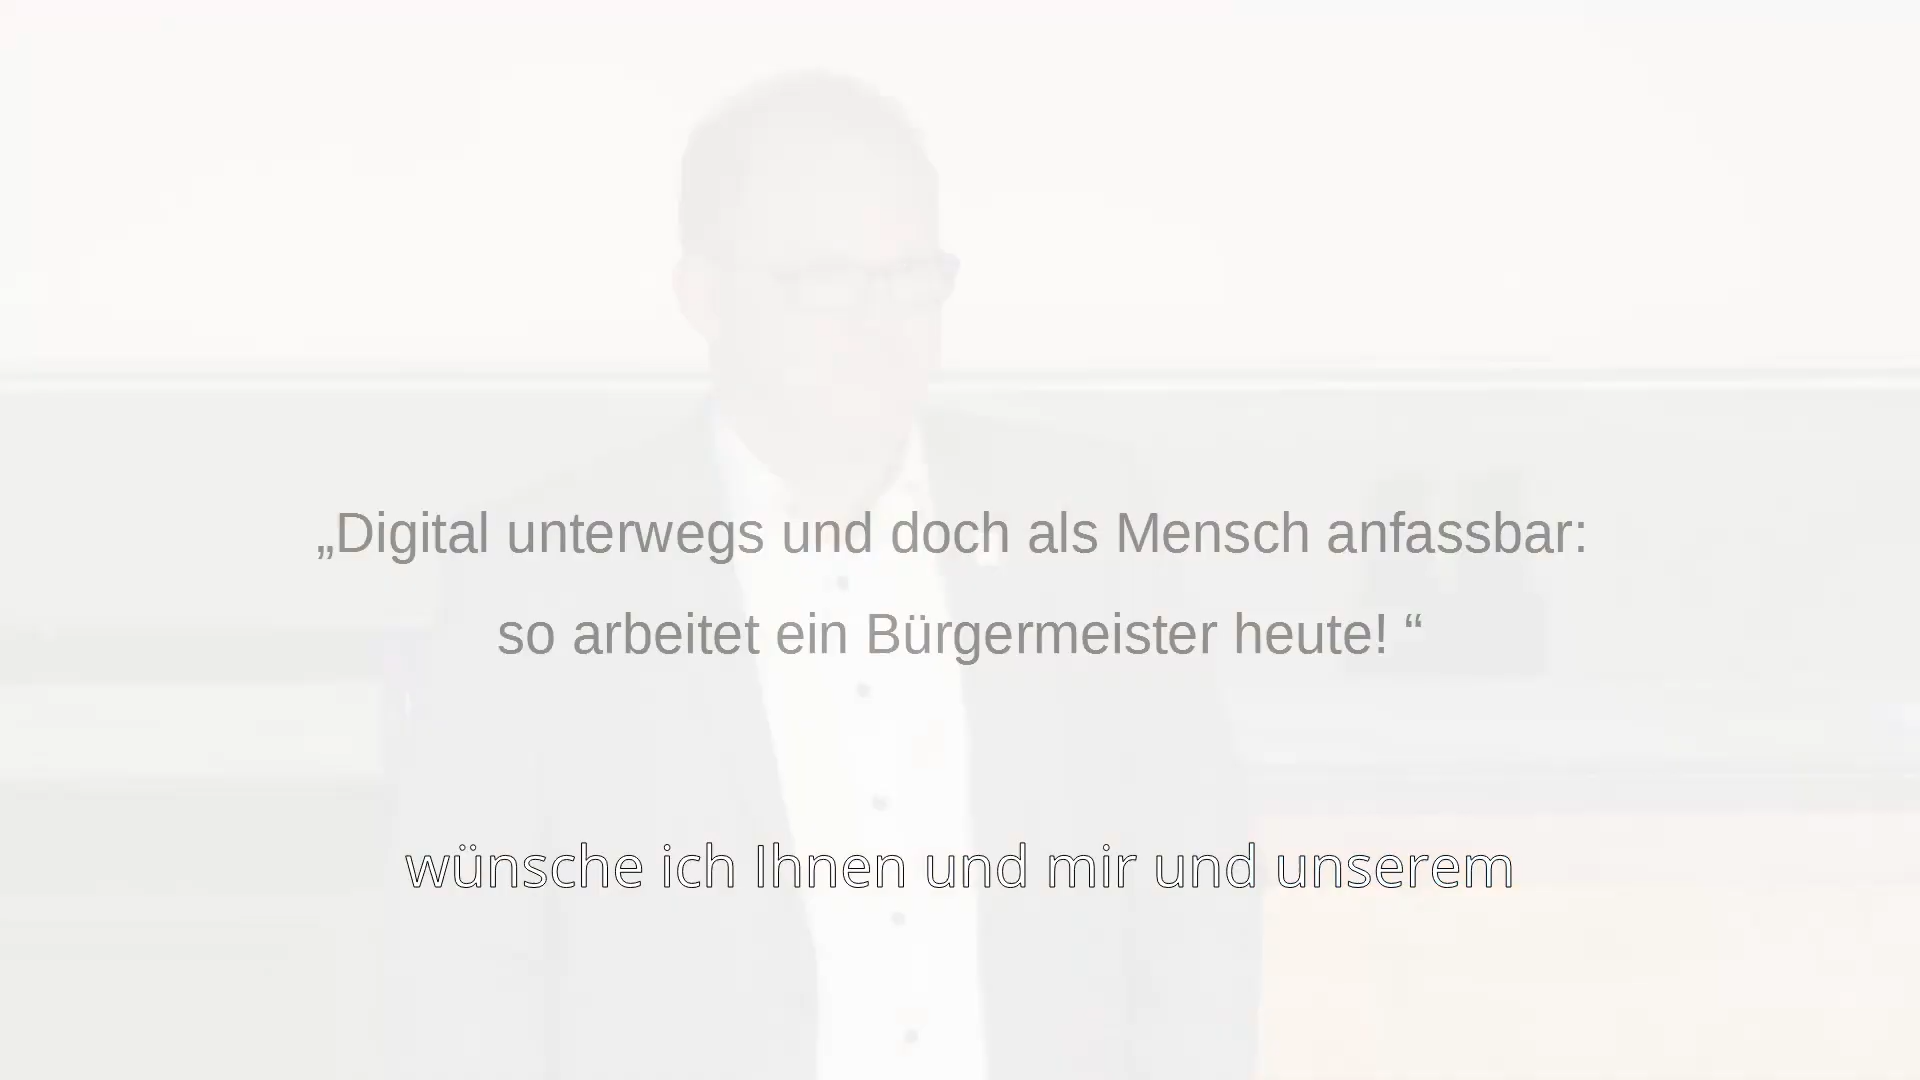 „Digital unterwegs und doch als Mensch anfassbar:
so arbeitet ein Bürgermeister heute! “
wünsche ich Ihnen und mir und unserem